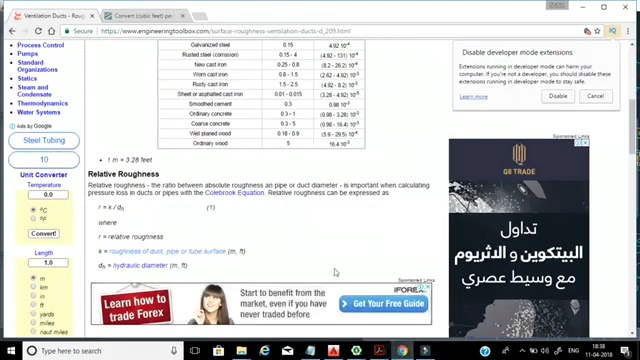 Ventilation Ducts - Roug
Convert (cubic feet) pe
https://www.engineeringtoolbox.com/surface-roughness-ventilation-ducts-d_209.html
Process Control
Pumps
Standard Organizations
Statics
Steam and Condensate
Thermodynamics
Water Systems
Ads by Google
Steel Tubing
10
Unit Converter
Temperature
0.0
ºC
ºF
Convert!
Length
1.0
m
km
in
ft
yards
miles
naut miles
Galvanized steel 0.15 4.92 10-4
Rusted steel (corrosion) 0.15 - 4 (4.92 - 131) 10-4
New cast iron 0.25 - 0.8 (8.2 - 26.2) 10-4
Worn cast iron 0.8 - 1.5 (2.62 - 4.92) 10-3
Rusty cast iron 1.5 - 2.5 (4.92 - 8.2) 10-3
Sheet or asphalted cast iron 0.01 - 0.015 (3.28 - 4.92) 10-5
Smoothed cement 0.3 0.98 10-3
Ordinary concrete 0.3 - 1 (0.98 - 3.28) 10-3
Coarse concrete 0.3 - 5 (0.98 - 16.4) 10-3
Well planed wood 0.18 - 0.9 (5.9 - 29.5) 10-4
Ordinary wood 5 16.4 10-3
1 m = 3.28 feet
Relative Roughness
Relative roughness - the ratio between absolute roughness an pipe or duct diameter - is important when calculating
pressure loss in ducts or pipes with the Colebrook Equation. Relative roughness can be expressed as
r = k / dh (1)
where
r = relative roughness
k = roughness of duct, pipe or tube surface (m, ft)
dh = hydraulic diameter (m, ft)
Sponsored Links
Learn how to
trade Forex
Start to benefit from the
market, even if you have
never traded before
iFOREX
Get Your Free Guide
Disable developer mode extensions
Extensions running in developer mode can harm your
computer. If you're not a developer, you should disable these
extensions running in developer mode to stay safe.
Learn more
Disable
Cancel
Sponsored Links
Q8 TRADE
تداول
البيتكوين و الاثريوم
مع وسيط عصري
Type here to search
ENG
18:38
11-04-2018